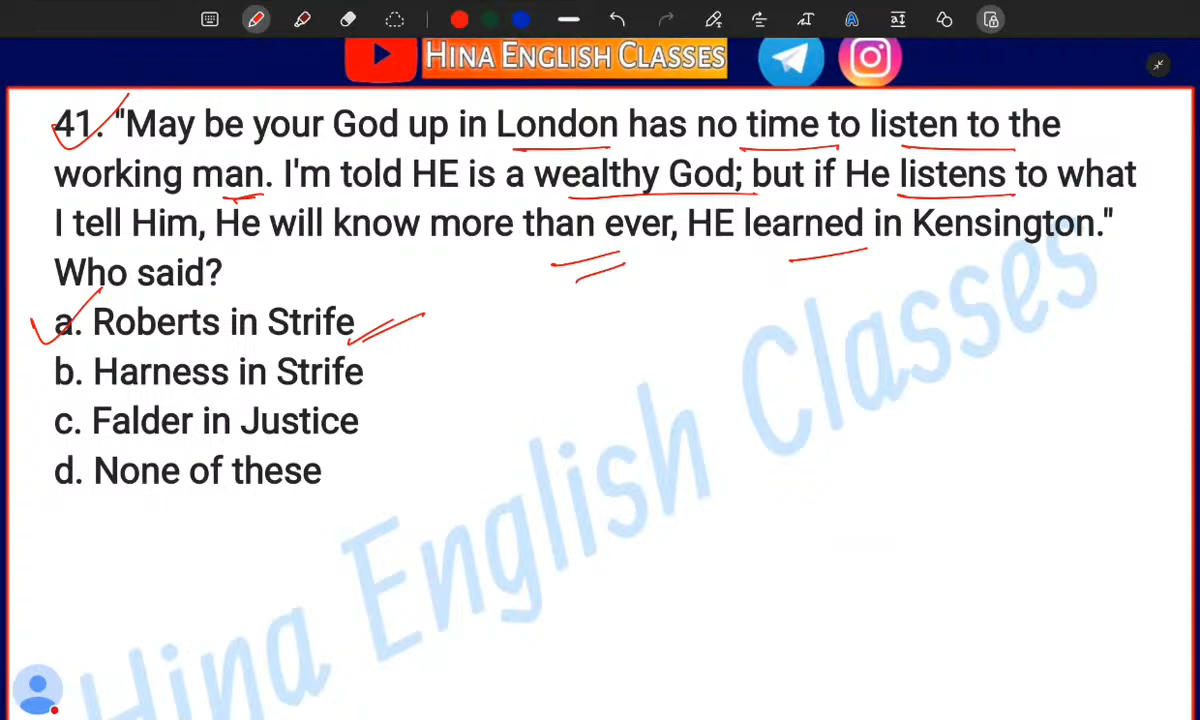 HINA ENGLISH CLASSES
41. "May be your God up in London has no time to listen to the
working man. I'm told HE is a wealthy God; but if He listens to what
I tell Him, He will know more than ever, HE learned in Kensington."
Who said?
a. Roberts in Strife
b. Harness in Strife
c. Falder in Justice
d. None of these
Hina English Classes